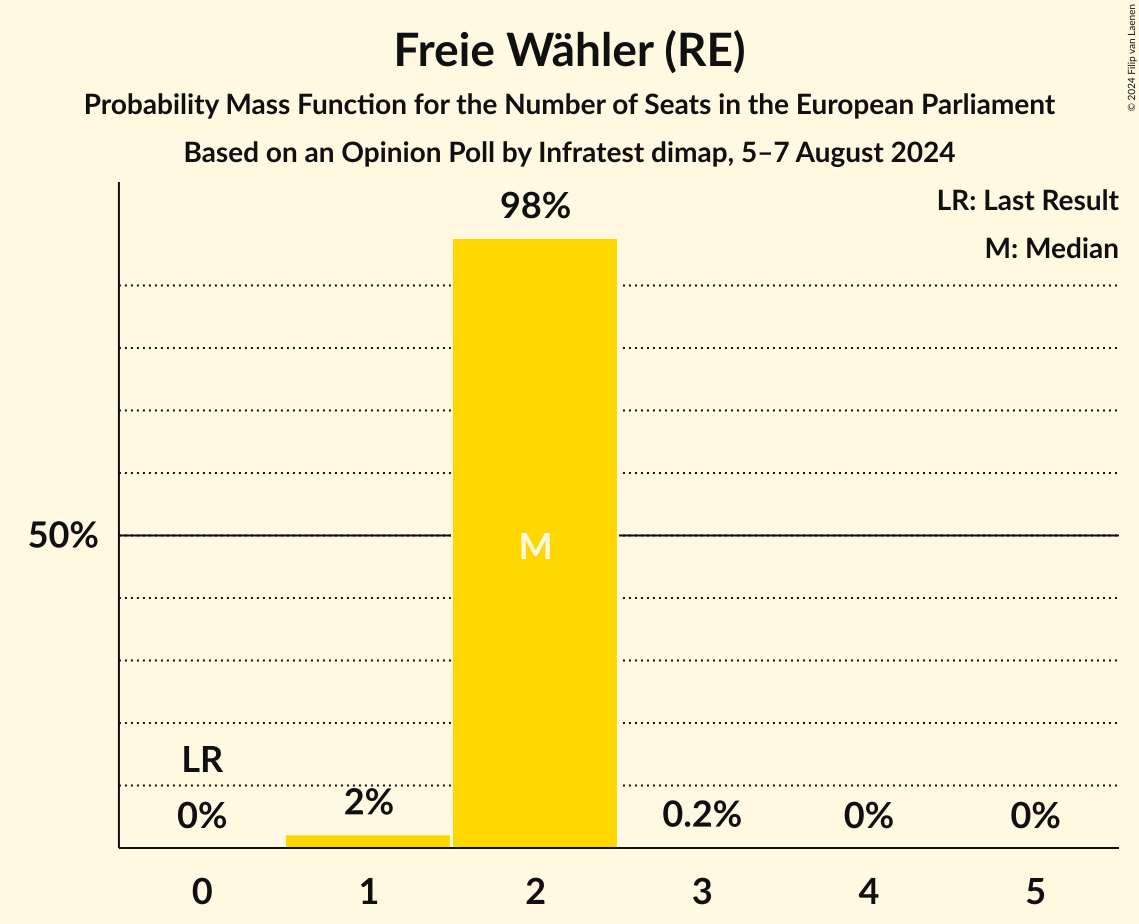 Freie Wähler (RE)
Probability Mass Function for the Number of Seats in the European Parliament
Based on an Opinion Poll by Infratest dimap, 5–7 August 2024
© 2024 Filip van Laenen
LR: Last Result
M: Median
98%
50%
M
LR
0%
2%
0.2%
0%
0%
0
1
2
3
4
5